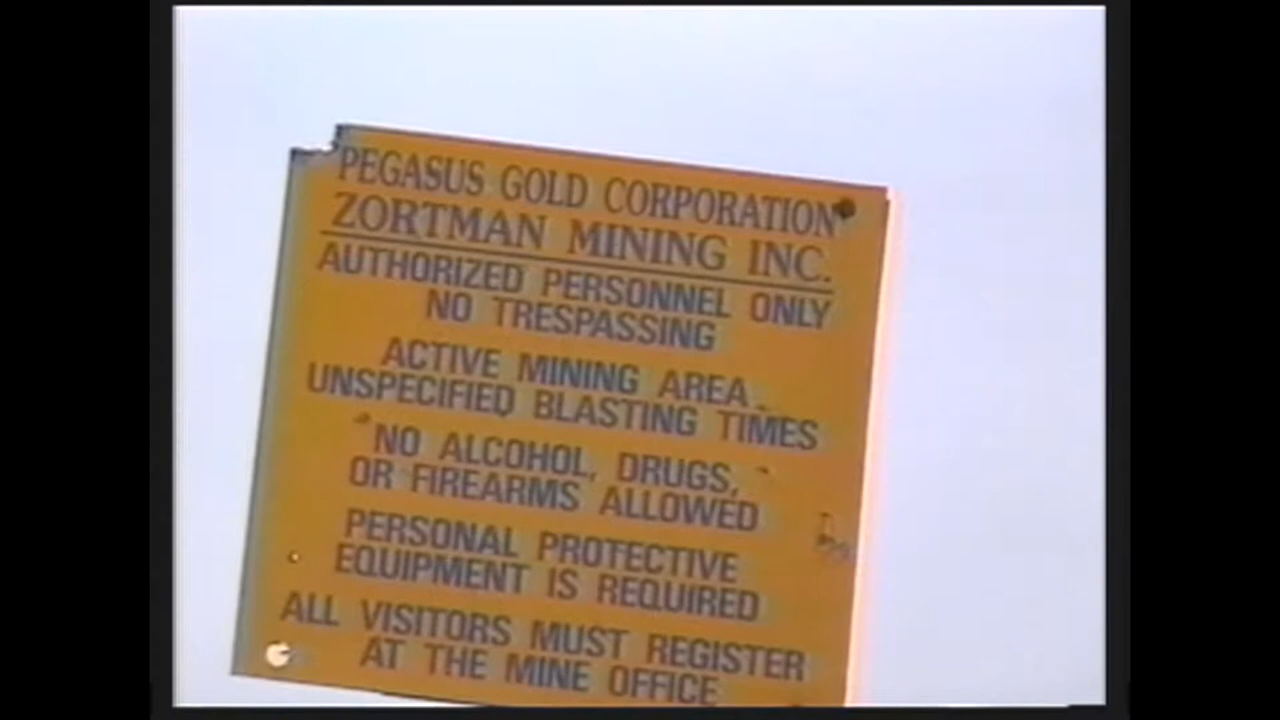 PEGASUS GOLD CORPORATION
ZORTMAN MINING INC.
AUTHORIZED PERSONNEL ONLY
NO TRESPASSING
ACTIVE MINING AREA
UNSPECIFIED BLASTING TIMES
NO ALCOHOL, DRUGS,
OR FIREARMS ALLOWED
PERSONAL PROTECTIVE
EQUIPMENT IS REQUIRED
ALL VISITORS MUST REGISTER
AT THE MINE OFFICE